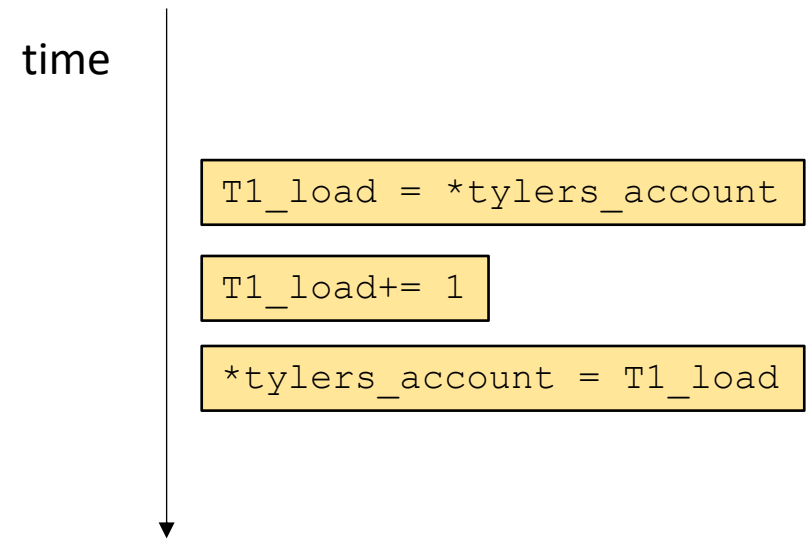 time
T1_load = *tylers_account
T1_load+= 1
*tylers_account = T1_load